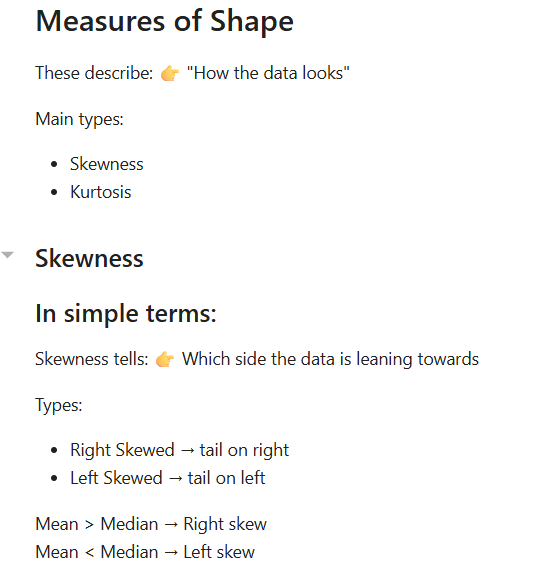 Measures of Shape
These describe: 👉 "How the data looks"
Main types:
• Skewness
• Kurtosis
Skewness
In simple terms:
Skewness tells: 👉 Which side the data is leaning towards
Types:
• Right Skewed → tail on right
• Left Skewed → tail on left
Mean > Median → Right skew
Mean < Median → Left skew